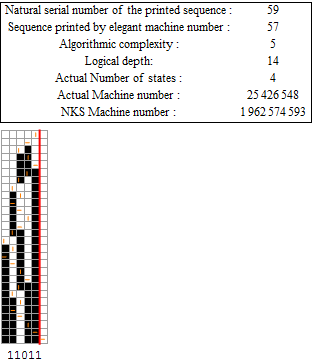 Natural serial number of the printed sequence : 59
Sequence printed by elegant machine number : 57
Algorithmic complexity : 5
Logical depth: 14
Actual Number of states : 4
Actual Machine number : 25 426 548
NKS Machine number : 1 962 574 593
11011